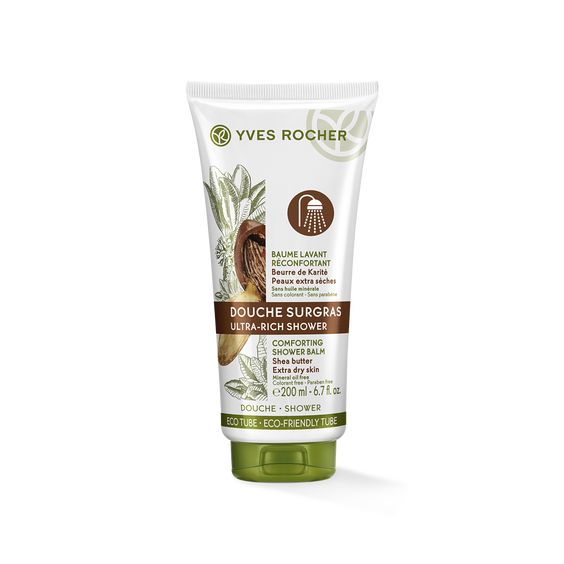 YVES ROCHER
BAUME LAVANT
RÉCONFORTANT
Beurre de Karité
Peaux extra sèches
Sans huile minérale
Sans colorant - Sans parabène
DOUCHE SURGRAS
ULTRA-RICH SHOWER
COMFORTING
SHOWER BALM
Shea butter
Extra dry skin
Mineral oil free
Colorant free - Paraben free
℮200 ml - 6.7 fl. oz.
DOUCHE · SHOWER
ECO TUBE · ECO-FRIENDLY TUBE